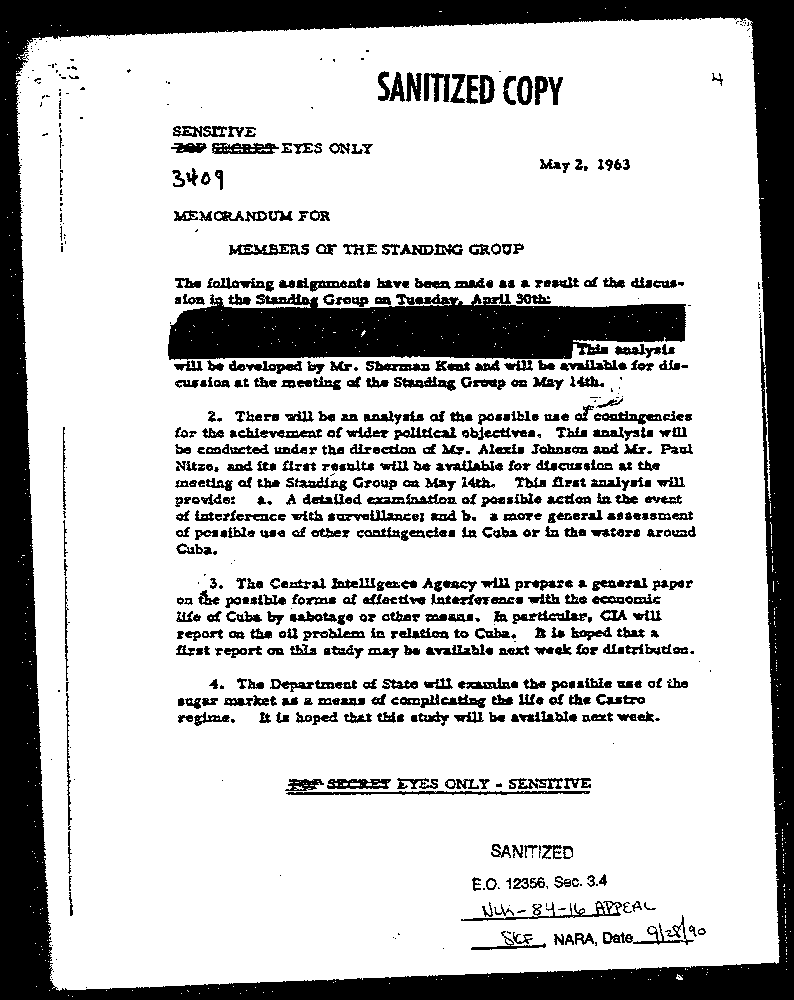 SANITIZED COPY
4
SENSITIVE
TOP SECRET EYES ONLY
May 2, 1963
3409
MEMORANDUM FOR
MEMBERS OF THE STANDING GROUP
The following assignments have been made as a result of the discus-
sion in the Standing Group on Tuesday, April 30th:
This analysis
will be developed by Mr. Sherman Kent and will be available for dis-
cussion at the meeting of the Standing Group on May 14th.
2. There will be an analysis of the possible use of contingencies
for the achievement of wider political objectives. This analysis will
be conducted under the direction of Mr. Alexis Johnson and Mr. Paul
Nitze, and its first results will be available for discussion at the
meeting of the Standing Group on May 14th. This first analysis will
provide: a. A detailed examination of possible action in the event
of interference with surveillance; and b. a more general assessment
of possible use of other contingencies in Cuba or in the waters around
Cuba.
3. The Central Intelligence Agency will prepare a general paper
on the possible forms of effective interference with the economic
life of Cuba by sabotage or other means. In particular, CIA will
report on the oil problem in relation to Cuba. It is hoped that a
first report on this study may be available next week for distribution.
4. The Department of State will examine the possible use of the
sugar market as a means of complicating the life of the Castro
regime. It is hoped that this study will be available next week.
TOP SECRET EYES ONLY - SENSITIVE
SANITIZED
E.O. 12356, Sec. 3.4
NLK-84-16 APPEAL
SKF, NARA, Date 9/28/90